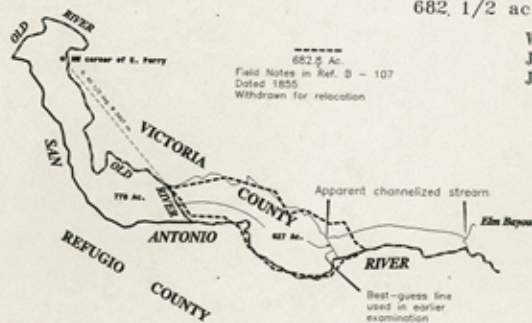 682 1/2 ac
W
J
J
682.8 Ac.
Field Notes in Ref. B - 107
Dated 1855
Withdrawn for relocation
OLD RIVER
NE corner of E. Perry
VICTORIA
COUNTY
SAN
ANTONIO
RIVER
OLD
RIVER
778 Ac.
627 Ac.
REFUGIO
COUNTY
Apparent channelized stream
Elm Bayou
Best-guess line
used in earlier
examination